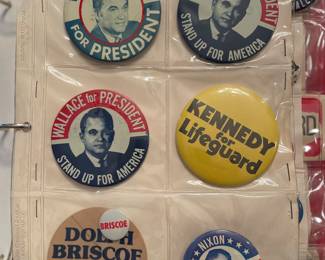 FOR PRESIDENT
STAND UP FOR AMERICA
WALLACE for PRESIDENT
STAND UP FOR AMERICA
KENNEDY
for
Lifeguard
BRISCOE
DOLPH
BRISCOE
NIXON